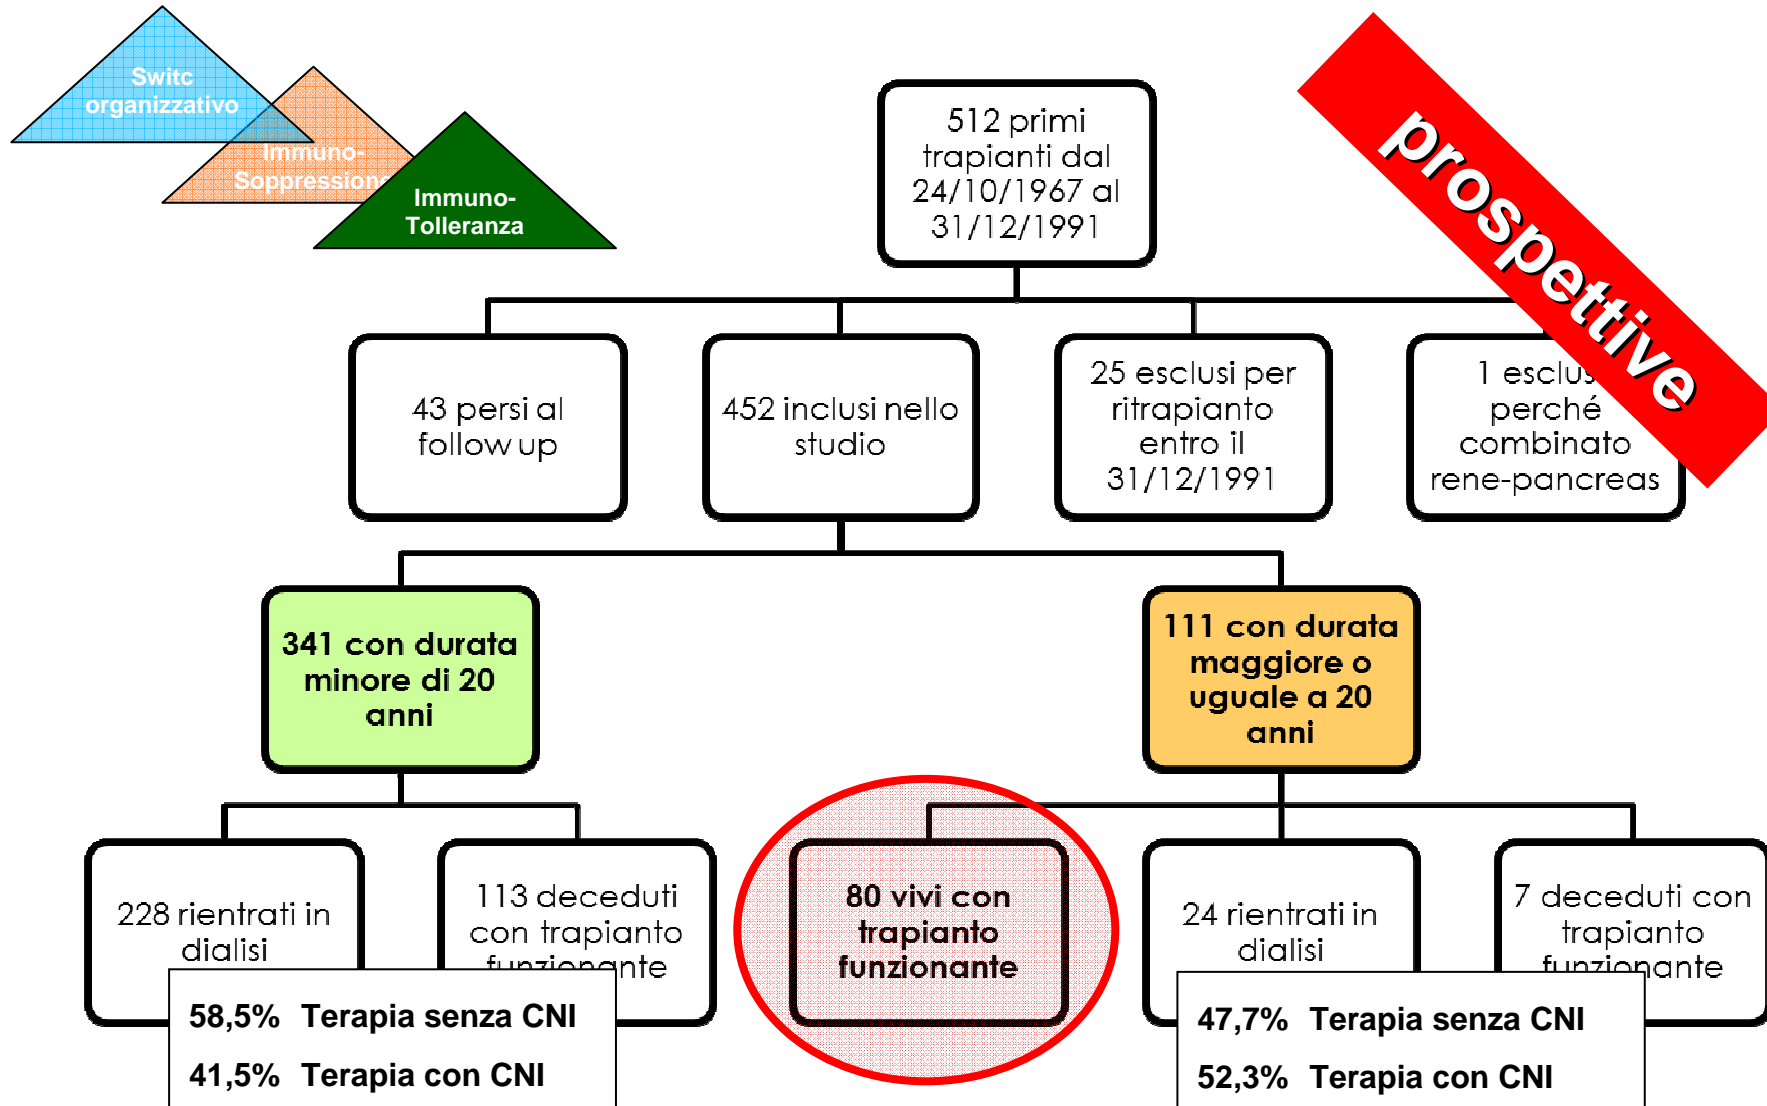 Switc
organizzativo
Immuno-
Soppressione
Immuno-
Tolleranza
512 primi
trapianti dal
24/10/1967 al
31/12/1991
prospettive
43 persi al
follow up
452 inclusi nello
studio
25 esclusi per
ritrapianto
entro il
31/12/1991
1 esclus
perché
combinato
rene-pancreas
341 con durata
minore di 20
anni
111 con durata
maggiore o
uguale a 20
anni
228 rientrati in
dialisi
113 deceduti
con trapianto
funzionante
80 vivi con
trapianto
funzionante
24 rientrati in
dialisi
7 deceduti con
trapianto
funzionante
58,5% Terapia senza CNI
41,5% Terapia con CNI
47,7% Terapia senza CNI
52,3% Terapia con CNI